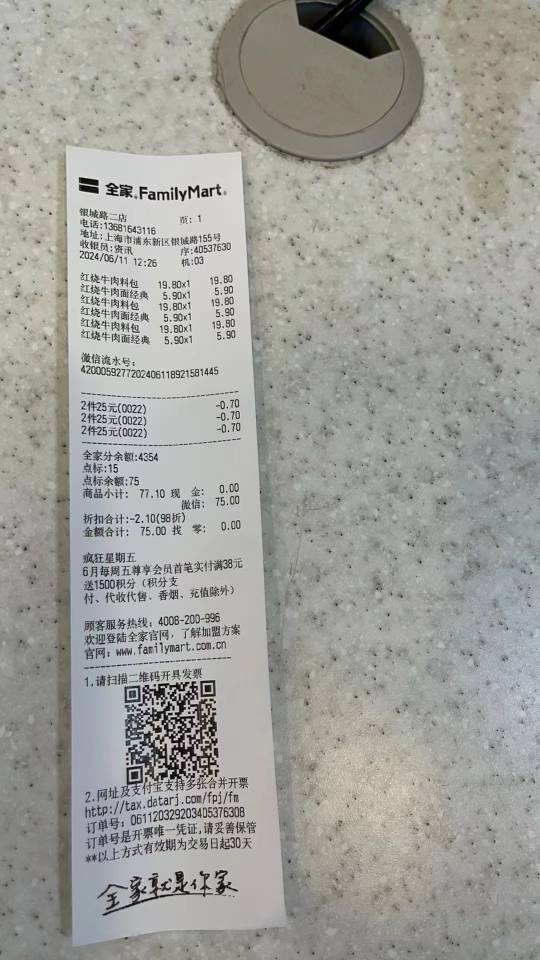 全家 FamilyMart
银城路二店 页: 1
电话:13681643116
地址:上海市浦东新区银城路155号
收银员:资讯 序:40537630
2024/06/11 12:26 机:03
红烧牛肉料包 19.80x1 19.80
红烧牛肉面经典 5.90x1 5.90
红烧牛肉料包 19.80x1 19.80
红烧牛肉面经典 5.90x1 5.90
红烧牛肉料包 19.80x1 19.80
红烧牛肉面经典 5.90x1 5.90
微信流水号:
4200059277202406118921581445
2件25元(0022) -0.70
2件25元(0022) -0.70
2件25元(0022) -0.70
全家分余额:4354
点标:15
点标余额:75
商品小计: 77.10 现 金: 0.00
微信: 75.00
折扣合计:-2.10(98折)
金额合计: 75.00 找 零: 0.00
疯狂星期五
6月每周五尊享会员首笔实付满38元
送1500积分（积分支
付、代收代售、香烟、充值除外）
顾客服务热线: 4008-200-996
欢迎登陆全家官网，了解加盟方案
官网: www.familymart.com.cn
1.请扫描二维码开具发票
2.网址及支付宝支持多张合并开票
http://tax.datarj.com/fpj/fm
订单号: 061120329203405376308
订单号是开票唯一凭证,请妥善保管
**以上方式有效期为交易日起30天
全家就是你家